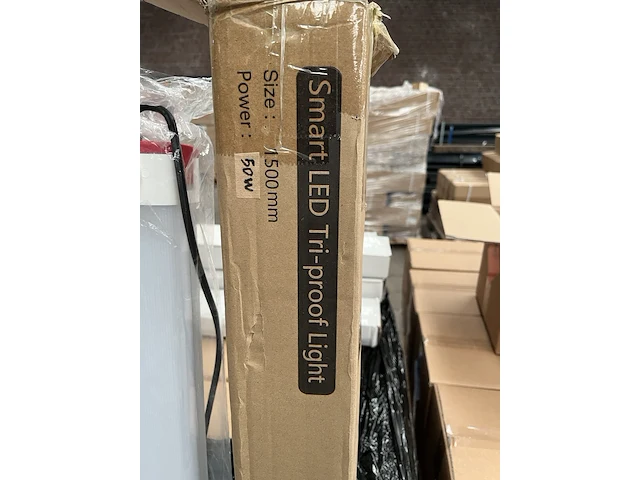 Smart LED Tri-proof Light
Size : 1500mm
Power : 50W